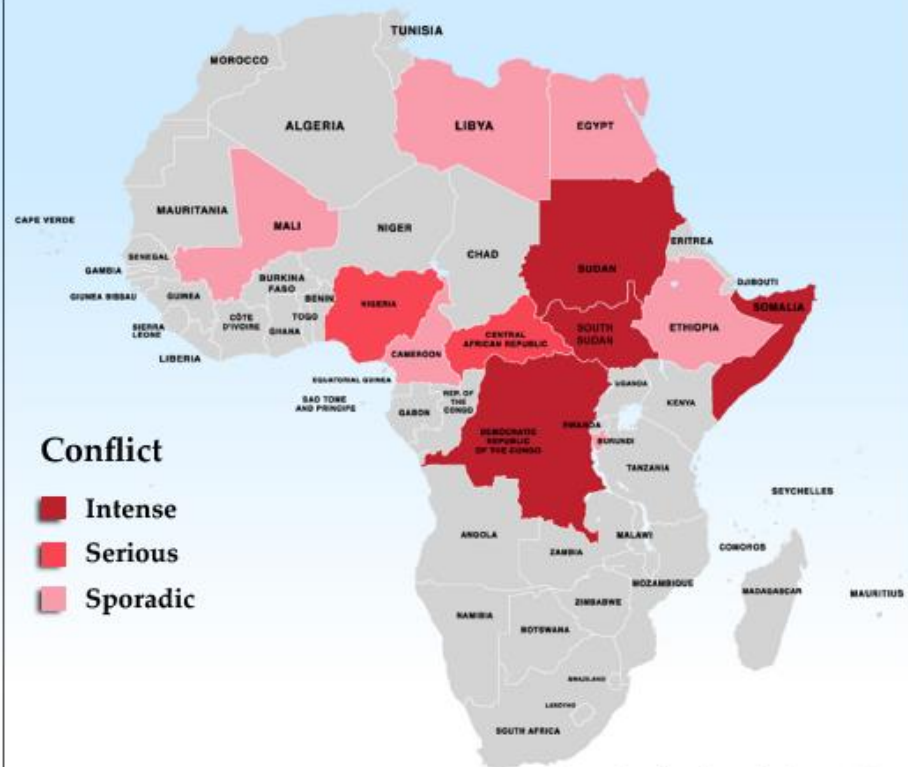 TUNISIA
MOROCCO
ALGERIA
LIBYA
EGYPT
MAURITANIA
MALI
NIGER
CHAD
SUDAN
ERITREA
CAPE VERDE
SENEGAL
GAMBIA
GIUNEA BISSAU
GUINEA
BURKINA
FASO
BENIN
TOGO
NIGERIA
DJIBOUTI
SOMALIA
SIERRA
LEONE
CÔTE
D'IVOIRE
GHANA
LIBERIA
CAMEROON
CENTRAL
AFRICAN REPUBLIC
SOUTH
SUDAN
ETHIOPIA
EQUATORIAL GUINEA
SAO TOME
AND PRINCIPE
GABON
REP. OF
THE
CONGO
UGANDA
KENYA
DEMOCRATIC
REPUBLIC
OF THE CONGO
RWANDA
BURUNDI
TANZANIA
SEYCHELLES
Conflict
Intense
Serious
Sporadic
ANGOLA
ZAMBIA
MALAWI
COMOROS
MOZAMBIQUE
MADAGASCAR
MAURITIUS
NAMIBIA
ZINBABWE
BOTSWANA
SWAZILAND
LESOTHO
SOUTH AFRICA